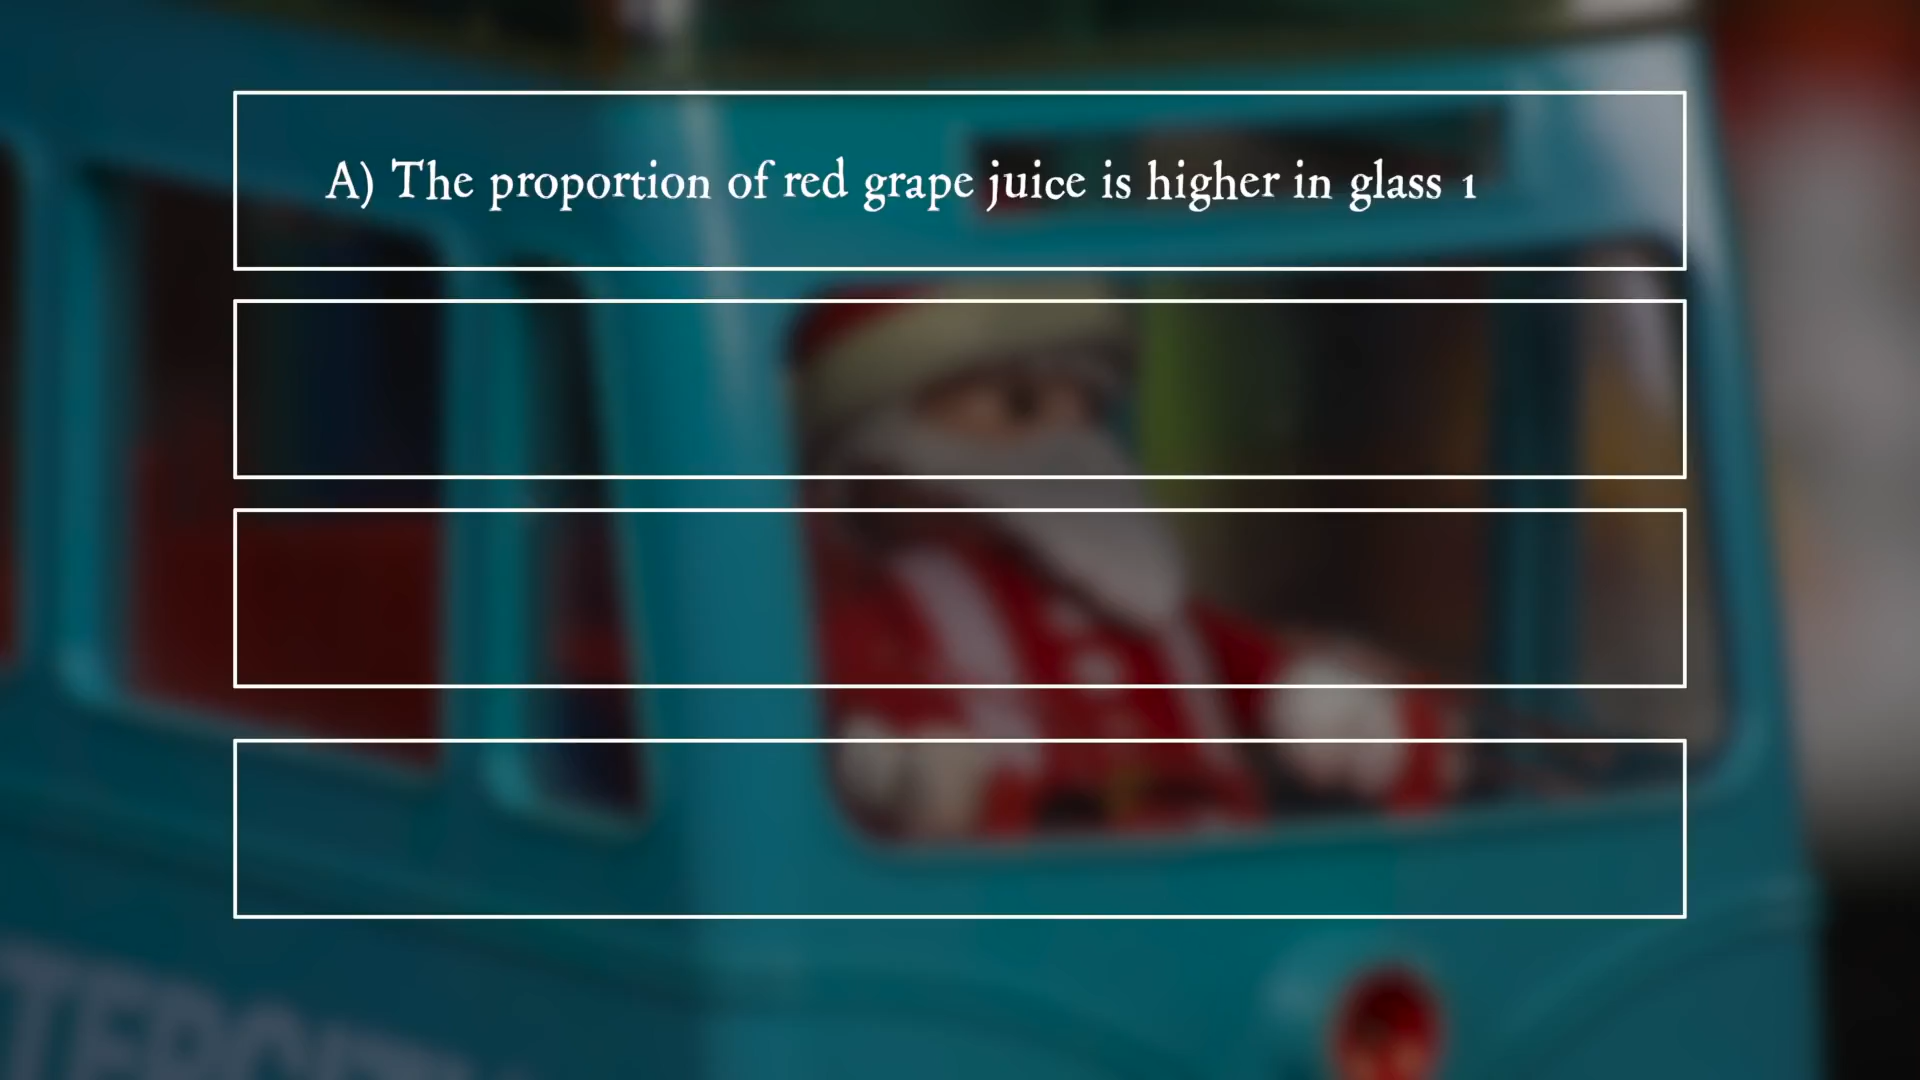 A) The proportion of red grape juice is higher in glass 1